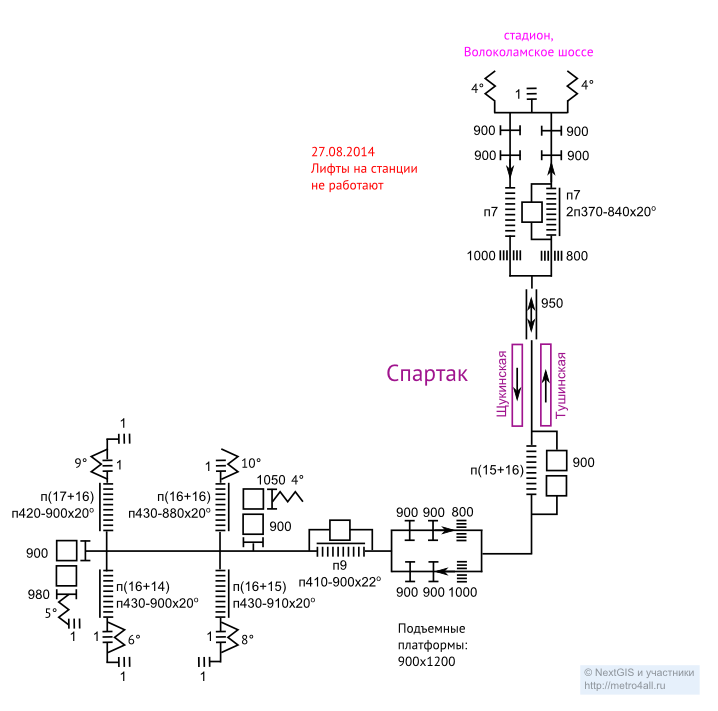 стадион,
Волоколамское шоссе
4°
1
4°
900
900
900
900
27.08.2014
Лифты на станции
не работают
п7
п7
2п370-840x20°
1000
800
950
Спартак
Щукинская
Тушинская
п(15+16)
900
1
9°
1
1
10°
1050 4°
п(17+16)
п420-900x20°
п(16+16)
п430-880x20°
900
900
980
5°
1
п(16+14)
п430-900x20°
п(16+15)
п430-910x20°
1
6°
1
1
8°
1
п9
п410-900x22°
900 900 800
900 900 1000
Подъемные
платформы:
900x1200
© NextGIS и участники
http://metro4all.ru